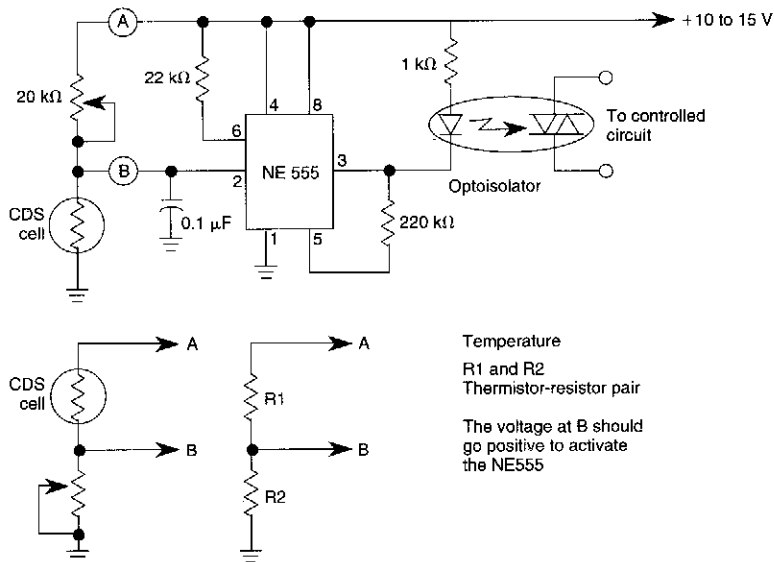 A
+10 to 15 V
20 kΩ
22 kΩ
4
8
1 kΩ
6
To controlled
circuit
B
2
NE 555
3
Optoisolator
CDS
cell
0.1 μF
1
5
220 kΩ
A
A
CDS
cell
R1
B
B
R2
Temperature
R1 and R2
Thermistor-resistor pair
The voltage at B should
go positive to activate
the NE555